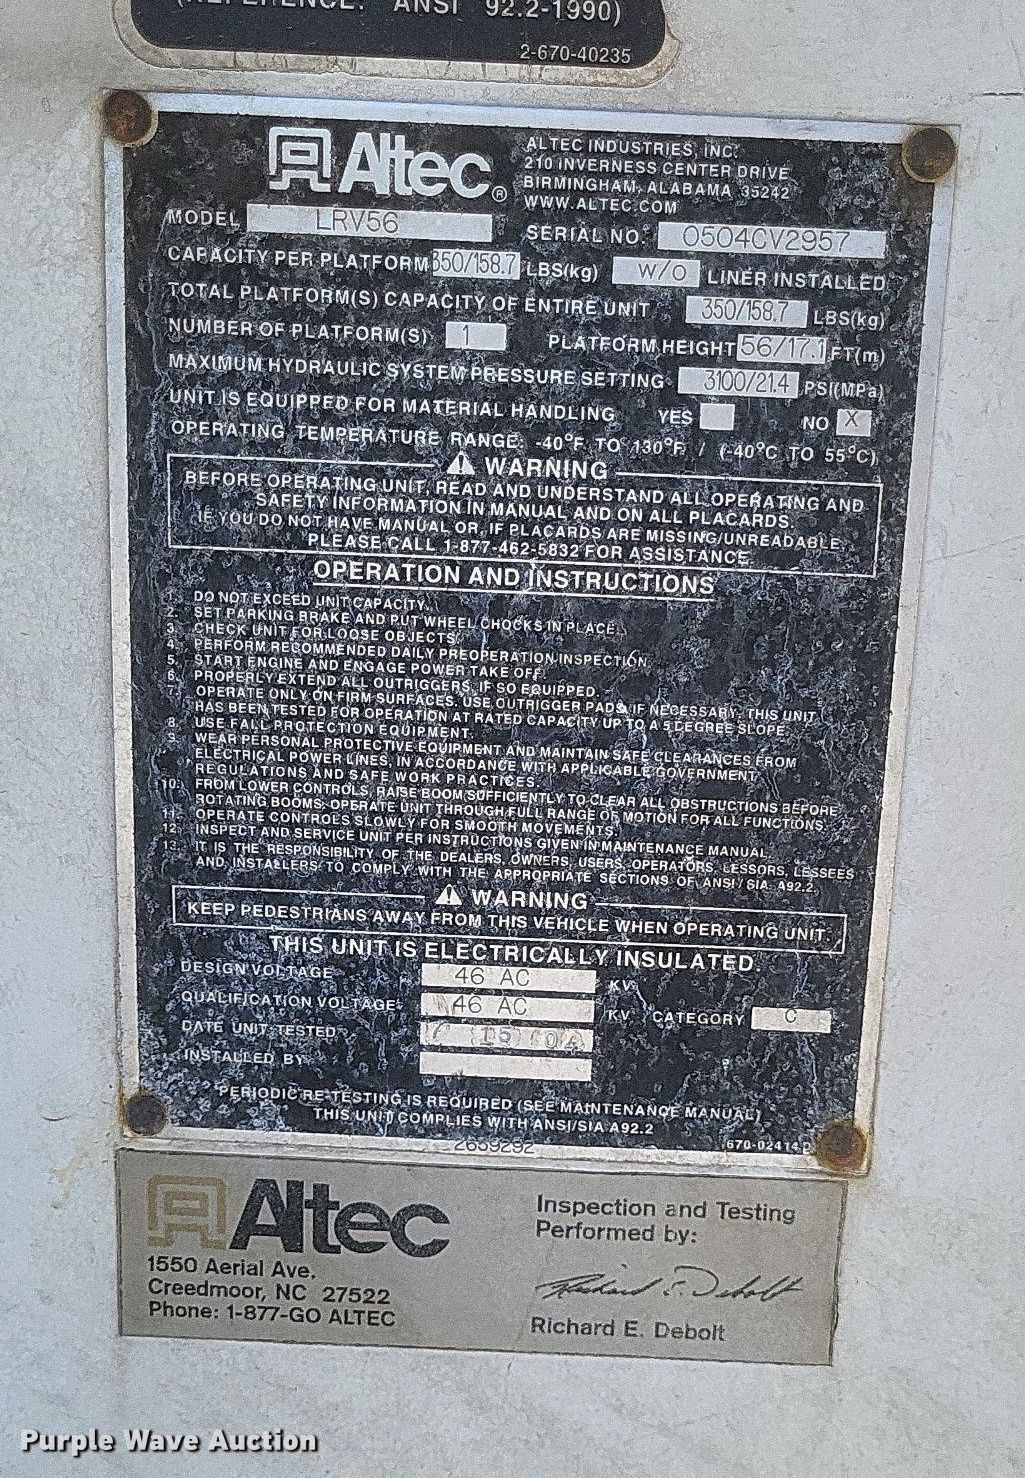 (REFERENCE: ANSI 92.2-1990)
2-670-40235
Altec®
ALTEC INDUSTRIES, INC.
210 INVERNESS CENTER DRIVE
BIRMINGHAM, ALABAMA 35242
WWW.ALTEC.COM
MODEL LRV56
SERIAL NO. 0504CV2957
CAPACITY PER PLATFORM 350/158.7 LBS(kg) W/O LINER INSTALLED
TOTAL PLATFORM(S) CAPACITY OF ENTIRE UNIT 350/158.7 LBS(kg)
NUMBER OF PLATFORM(S) 1 PLATFORM HEIGHT 56/17.1 FT(m)
MAXIMUM HYDRAULIC SYSTEM PRESSURE SETTING 3100/21.4 PSI(MPa)
UNIT IS EQUIPPED FOR MATERIAL HANDLING YES NO X
OPERATING TEMPERATURE RANGE: -40°F TO 130°F / (-40°C TO 55°C)
WARNING
BEFORE OPERATING UNIT, READ AND UNDERSTAND ALL OPERATING AND
SAFETY INFORMATION IN MANUAL AND ON ALL PLACARDS.
IF YOU DO NOT HAVE MANUAL OR, IF PLACARDS ARE MISSING/UNREADABLE,
PLEASE CALL 1-877-462-5832 FOR ASSISTANCE
OPERATION AND INSTRUCTIONS
1. DO NOT EXCEED UNIT CAPACITY.
2. SET PARKING BRAKE AND PUT WHEEL CHOCKS IN PLACE.
3. CHECK UNIT FOR LOOSE OBJECTS.
4. PERFORM RECOMMENDED DAILY PREOPERATION INSPECTION.
5. START ENGINE AND ENGAGE POWER TAKE OFF.
6. PROPERLY EXTEND ALL OUTRIGGERS, IF SO EQUIPPED.
7. OPERATE ONLY ON FIRM SURFACES. USE OUTRIGGER PADS IF NECESSARY. THIS UNIT
HAS BEEN TESTED FOR OPERATION AT RATED CAPACITY UP TO A 5 DEGREE SLOPE.
8. USE FALL PROTECTION EQUIPMENT.
9. WEAR PERSONAL PROTECTIVE EQUIPMENT AND MAINTAIN SAFE CLEARANCES FROM
ELECTRICAL POWER LINES, IN ACCORDANCE WITH APPLICABLE GOVERNMENT
REGULATIONS AND SAFE WORK PRACTICES.
10. FROM LOWER CONTROLS, RAISE BOOM SUFFICIENTLY TO CLEAR ALL OBSTRUCTIONS BEFORE
ROTATING BOOMS; OPERATE UNIT THROUGH FULL RANGE OF MOTION FOR ALL FUNCTIONS.
11. OPERATE CONTROLS SLOWLY FOR SMOOTH MOVEMENTS.
12. INSPECT AND SERVICE UNIT PER INSTRUCTIONS GIVEN IN MAINTENANCE MANUAL.
13. IT IS THE RESPONSIBILITY OF THE DEALERS, OWNERS, USERS, OPERATORS, LESSORS, LESSEES
AND INSTALLERS TO COMPLY WITH THE APPROPRIATE SECTIONS OF ANSI / SIA A92.2.
WARNING
KEEP PEDESTRIANS AWAY FROM THIS VEHICLE WHEN OPERATING UNIT.
THIS UNIT IS ELECTRICALLY INSULATED.
DESIGN VOLTAGE 46 AC KV
QUALIFICATION VOLTAGE 46 AC KV CATEGORY C
DATE UNIT TESTED 7 15 04
INSTALLED BY
PERIODIC RE-TESTING IS REQUIRED (SEE MAINTENANCE MANUAL)
THIS UNIT COMPLIES WITH ANSI/SIA A92.2
670-02414 D
2639292
Altec
1550 Aerial Ave.
Creedmoor, NC 27522
Phone: 1-877-GO ALTEC
Inspection and Testing
Performed by:
Richard E. Debolt
Richard E. Debolt
Purple Wave Auction